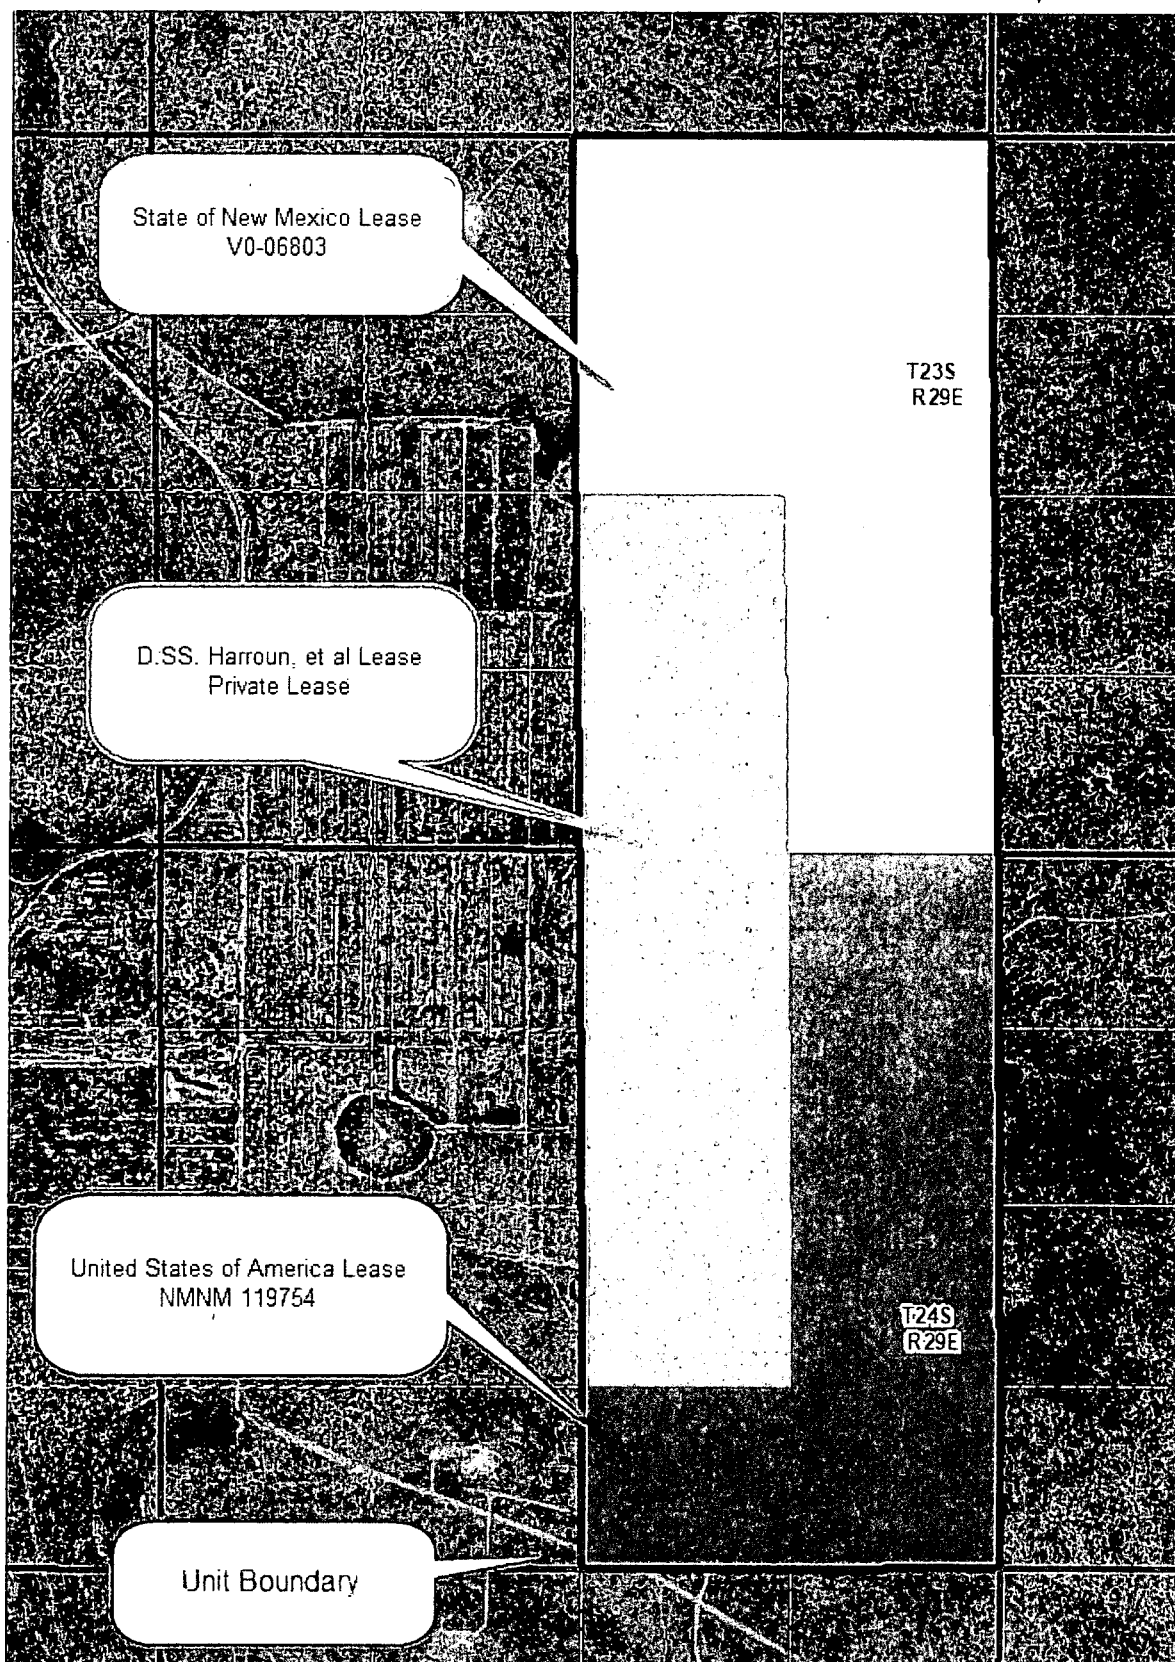 State of New Mexico Lease
V0-06803
T23S
R29E
D.SS. Harroun, et al Lease
Private Lease
United States of America Lease
NMNM 119754
T24S
R29E
Unit Boundary